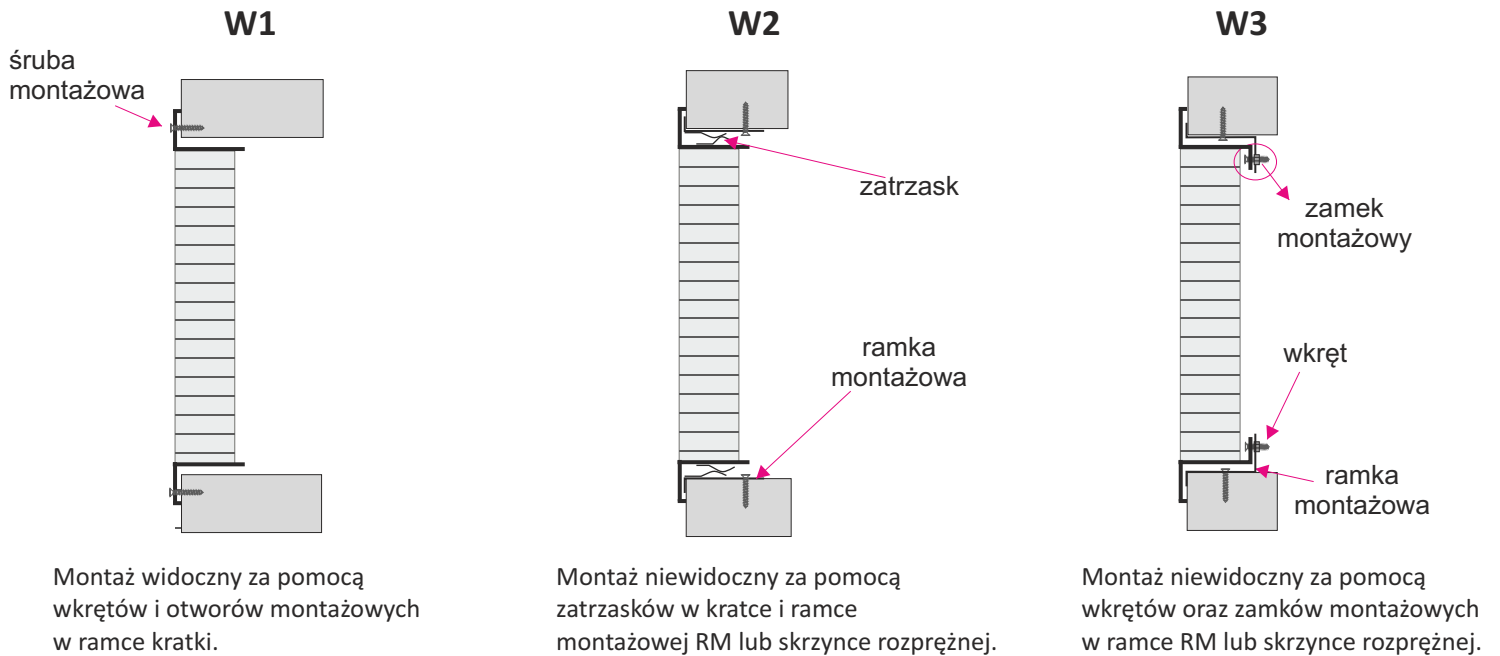 W1
śruba
montażowa
Montaż widoczny za pomocą
wkrętów i otworów montażowych
w ramce kratki.
W2
zatrzask
ramka
montażowa
Montaż niewidoczny za pomocą
zatrzasków w kratce i ramce
montażowej RM lub skrzynce rozprężnej.
W3
zamek
montażowy
wkręt
ramka
montażowa
Montaż niewidoczny za pomocą
wkrętów oraz zamków montażowych
w ramce RM lub skrzynce rozprężnej.